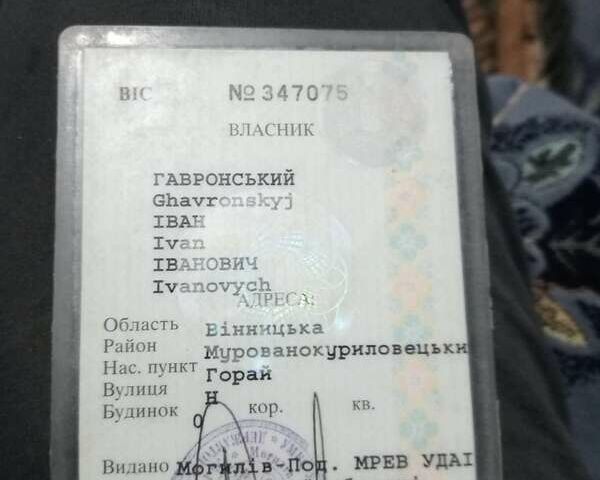 ВІС № 347075
ВЛАСНИК
ГАВРОНСЬКИЙ
Ghavronskyj
ІВАН
Ivan
ІВАНОВИЧ
Ivanovych
АДРЕСА:
Область Вінницька
Район Мурованокуриловецьки
Нас. пункт Горай
Вулиця Н
Будинок 0 кор. кв.
Видано Могилів-Под. МРЕВ УДАІ